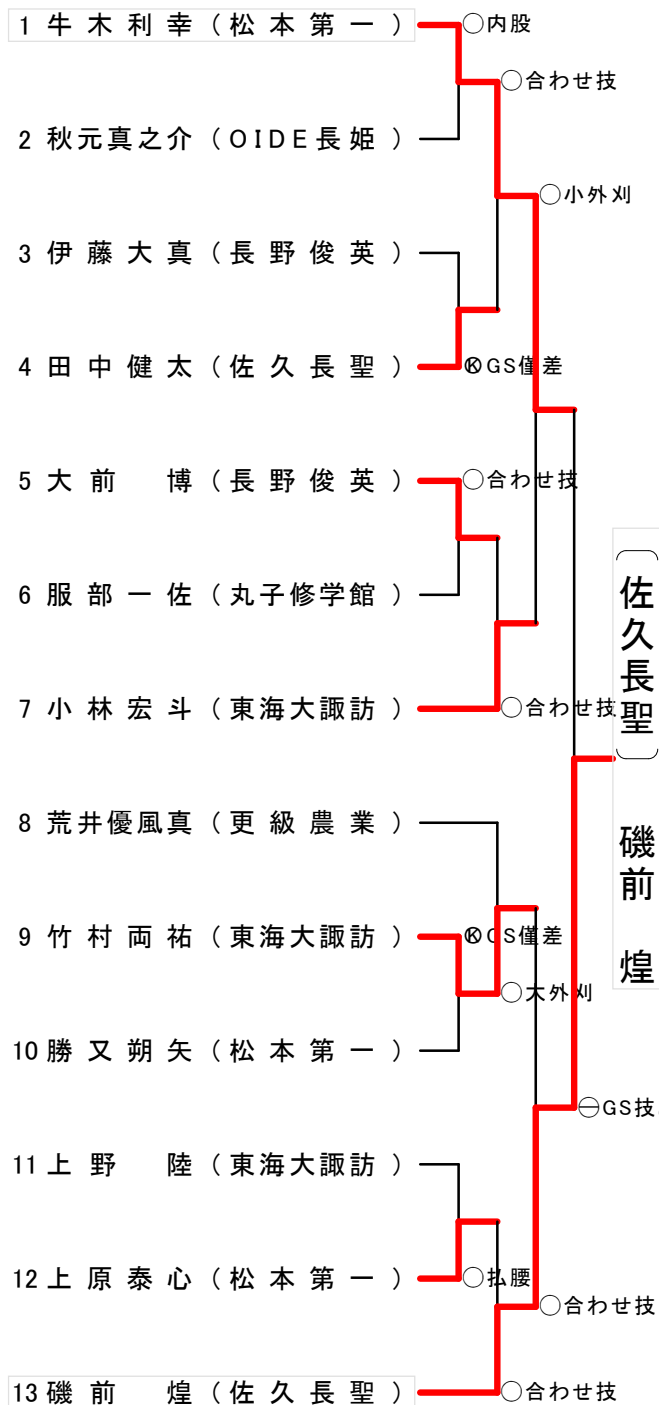 1 牛木利幸（松本第一） ○内股
○合わせ技
2 秋元真之介（OIDE長姫）
○小外刈
3 伊藤大真（長野俊英）
4 田中健太（佐久長聖） ⓀGS僅差
5 大前　博（長野俊英） ○合わせ技
6 服部一佐（丸子修学館）
7 小林宏斗（東海大諏訪） ○合わせ技
8 荒井優風真（更級農業）
9 竹村両祐（東海大諏訪） ⓀGS僅差
○大外刈
10 勝又朔矢（松本第一）
⊖GS技
11 上野　陸（東海大諏訪）
12 上原泰心（松本第一） ○払腰
○合わせ技
13 磯前　煌（佐久長聖） ○合わせ技
（佐久長聖）磯前　煌